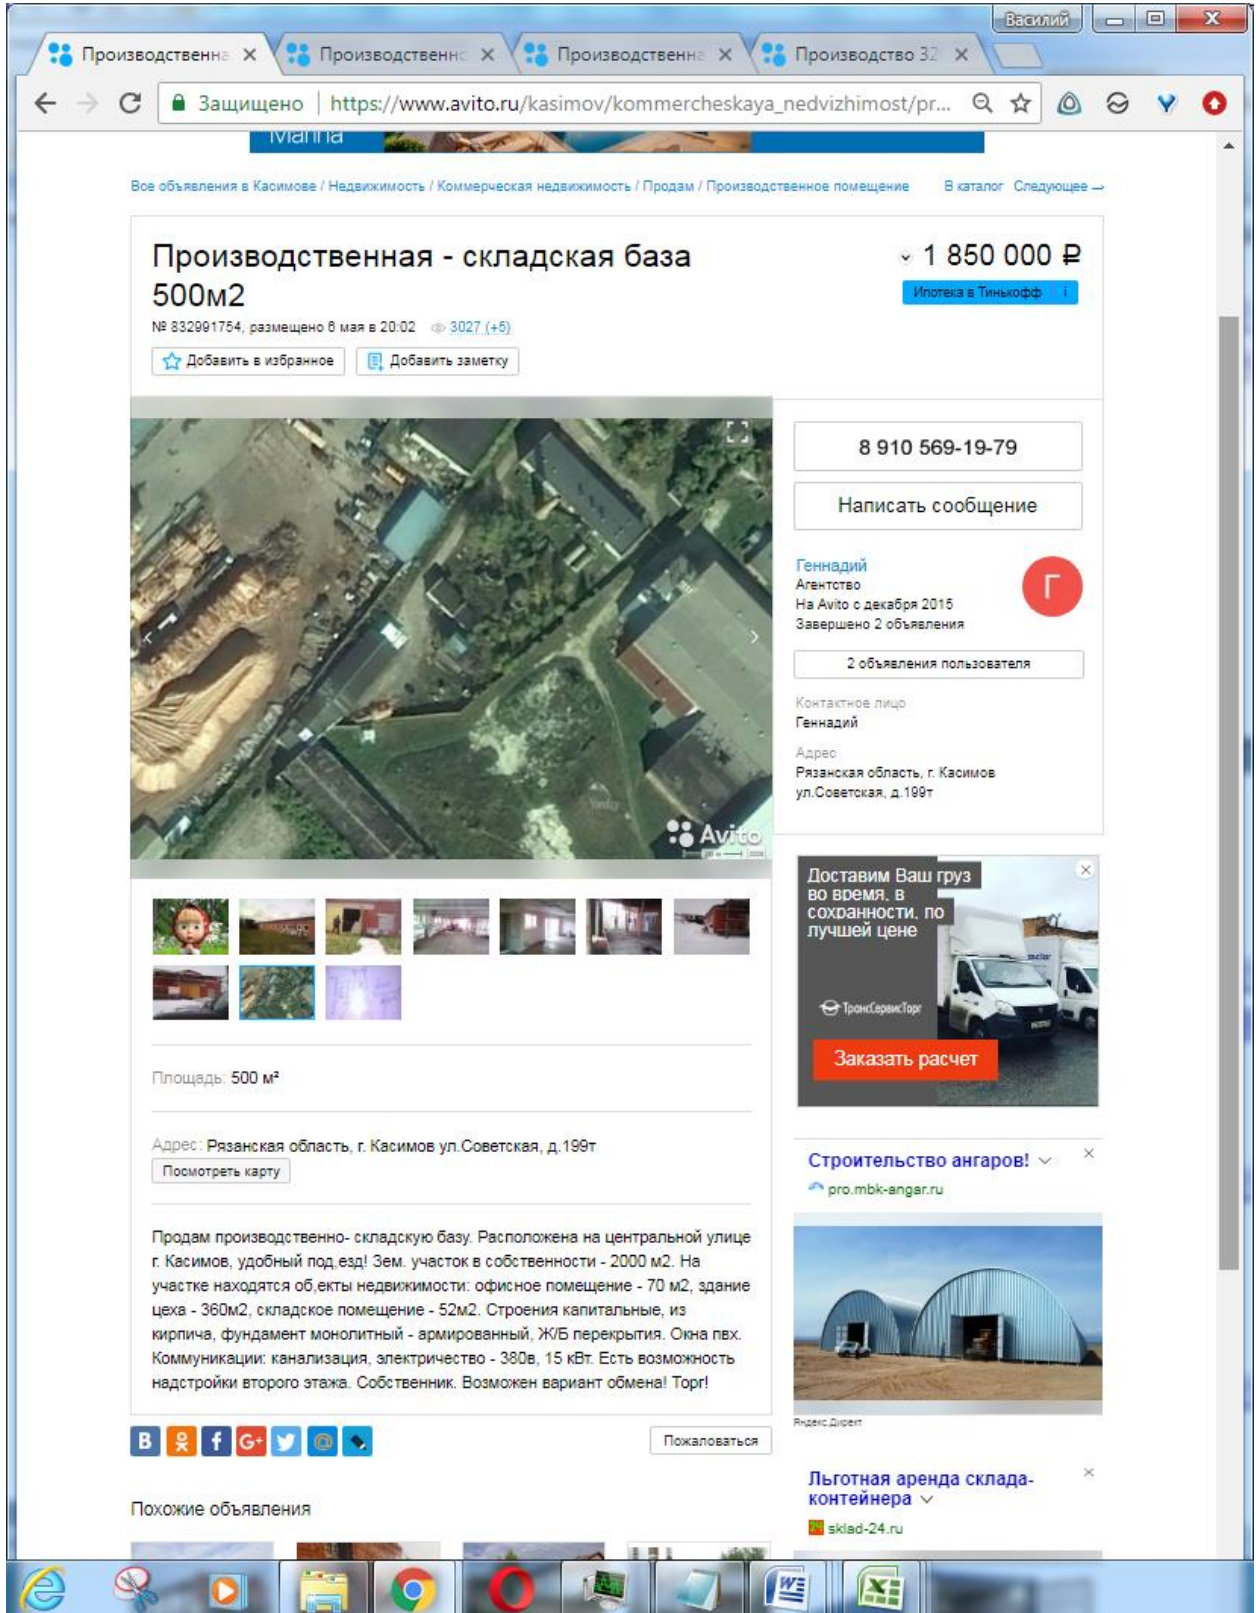 Василий
Производственна
Производственно
Производственна
Производство 32
Защищено | https://www.avito.ru/kasimov/kommercheskaya_nedvizhimost/pr...
Все объявления в Касимове / Недвижимость / Коммерческая недвижимость / Продам / Производственное помещение
В каталог Следующее →
Производственная - складская база
500м2
1 850 000 ₽
Ипотека в Тинькофф i
№ 832991754, размещено 6 мая в 20:02 3027 (+5)
Добавить в избранное
Добавить заметку
8 910 569-19-79
Написать сообщение
Геннадий
Агентство
На Avito с декабря 2015
Завершено 2 объявления
Г
2 объявления пользователя
Контактное лицо
Геннадий
Адрес
Рязанская область, г. Касимов
ул.Советская, д.199т
Avito
Доставим Ваш груз
во время, в
сохранности, по
лучшей цене
ТрансСервисТорг
Заказать расчет
Площадь: 500 м²
Адрес: Рязанская область, г. Касимов ул.Советская, д.199т
Посмотреть карту
Строительство ангаров!
pro.mbk-angar.ru
Продам производственно- складскую базу. Расположена на центральной улице
г. Касимов, удобный под,езд! Зем. участок в собственности - 2000 м2. На
участке находятся об,екты недвижимости: офисное помещение - 70 м2, здание
цеха - 360м2, складское помещение - 52м2. Строения капитальные, из
кирпича, фундамент монолитный - армированный, Ж/Б перекрытия. Окна пвх.
Коммуникации: канализация, электричество - 380в, 15 кВт. Есть возможность
надстройки второго этажа. Собственник. Возможен вариант обмена! Торг!
Яндекс.Директ
Пожаловаться
Льготная аренда склада-
контейнера
sklad-24.ru
Похожие объявления